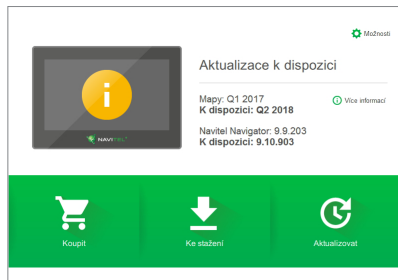 Možnosti
Aktualizace k dispozici
Mapy: Q1 2017
K dispozici: Q2 2018
Více informací
Navitel Navigator: 9.9.203
K dispozici: 9.10.903
NAVITEL
Koupit
Ke stažení
Aktualizovat